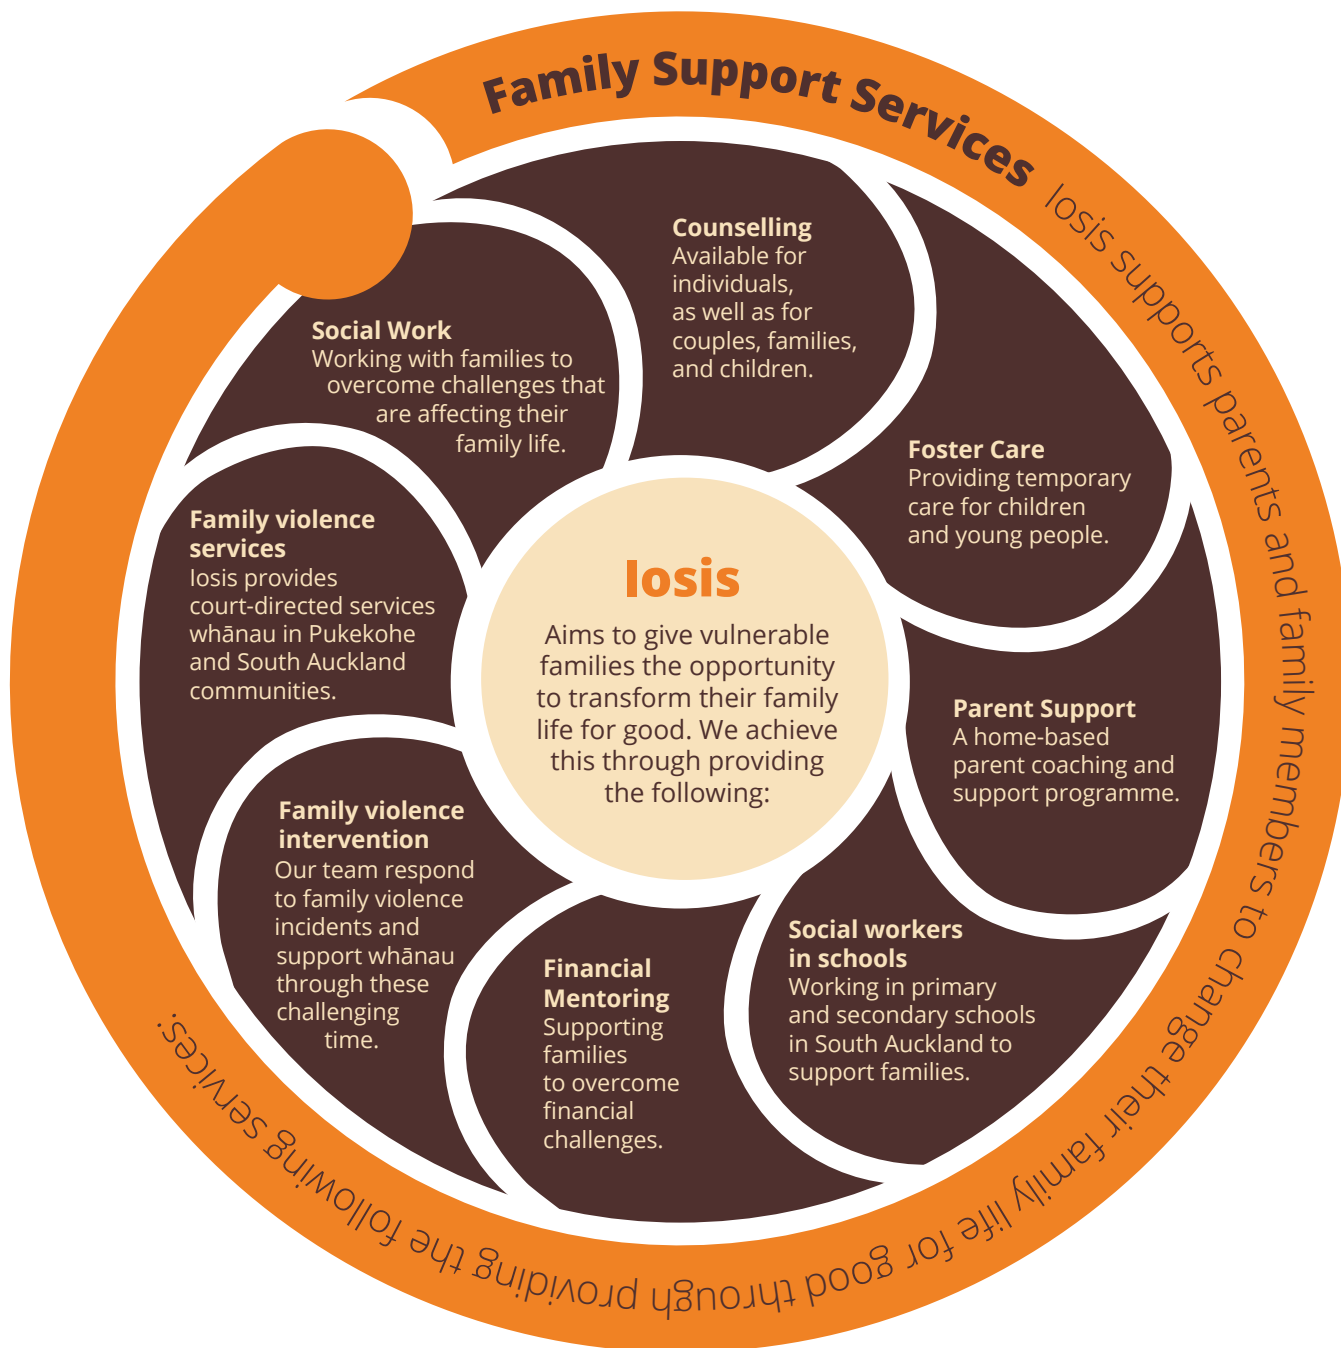 Family Support Services Iosis supports parents and family members to change their family life for good through providing the following services:
Counselling
Available for
individuals,
as well as for
couples, families,
and children.
Foster Care
Providing temporary
care for children
and young people.
Parent Support
A home-based
parent coaching and
support programme.
Social workers
in schools
Working in primary
and secondary schools
in South Auckland to
support families.
Financial
Mentoring
Supporting
families
to overcome
financial
challenges.
Family violence
intervention
Our team respond
to family violence
incidents and
support whānau
through these
challenging
time.
Family violence
services
Iosis provides
court-directed services
whānau in Pukekohe
and South Auckland
communities.
Social Work
Working with families to
overcome challenges that
are affecting their
family life.
Iosis
Aims to give vulnerable
families the opportunity
to transform their family
life for good. We achieve
this through providing
the following: